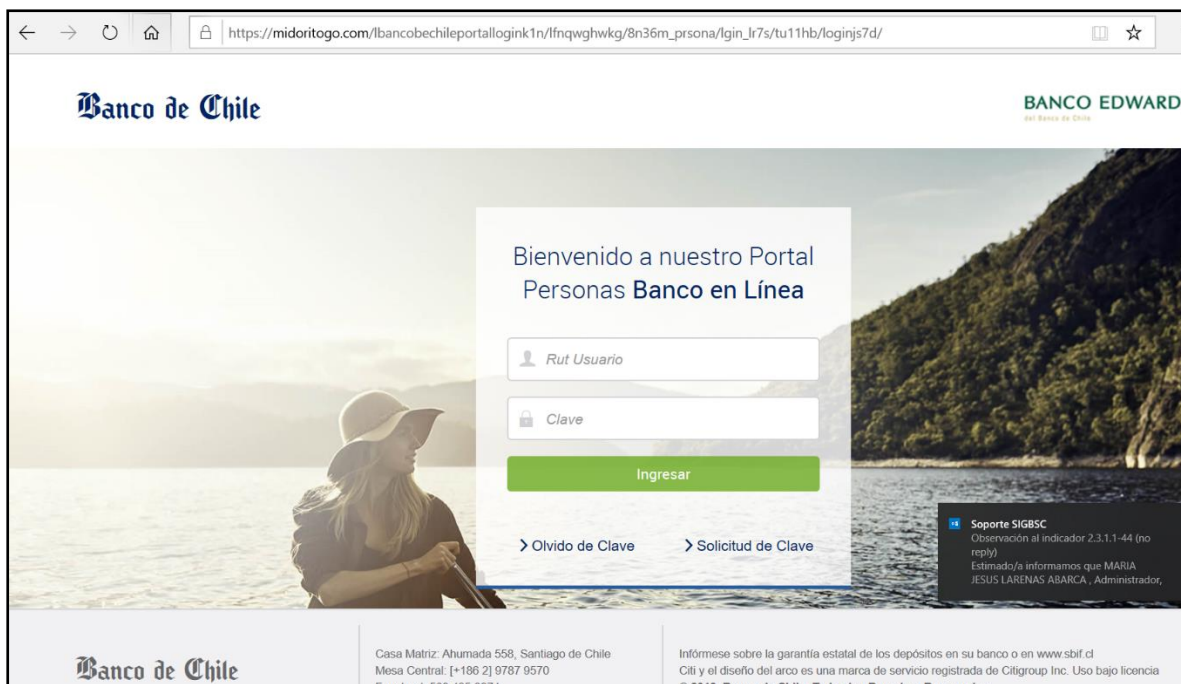 https://midoritogo.com/lbancobechileportallogink1n/lfnqwghwkg/8n36m_prsona/lgin_lr7s/tu11hb/loginjs7d/
Banco de Chile
BANCO EDWARD
del Banco de Chile
Bienvenido a nuestro Portal
Personas Banco en Línea
Rut Usuario
Clave
Ingresar
Olvido de Clave
Solicitud de Clave
Soporte SIGBSC
Observación al indicador 2.3.1.1-44 (no
reply)
Estimado/a informamos que MARIA
JESUS LARENAS ABARCA , Administrador,
Banco de Chile
Casa Matriz: Ahumada 558, Santiago de Chile
Mesa Central: [+186 2] 9787 9570
Infórmese sobre la garantía estatal de los depósitos en su banco o en www.sbif.cl
Citi y el diseño del arco es una marca de servicio registrada de Citigroup Inc. Uso bajo licencia